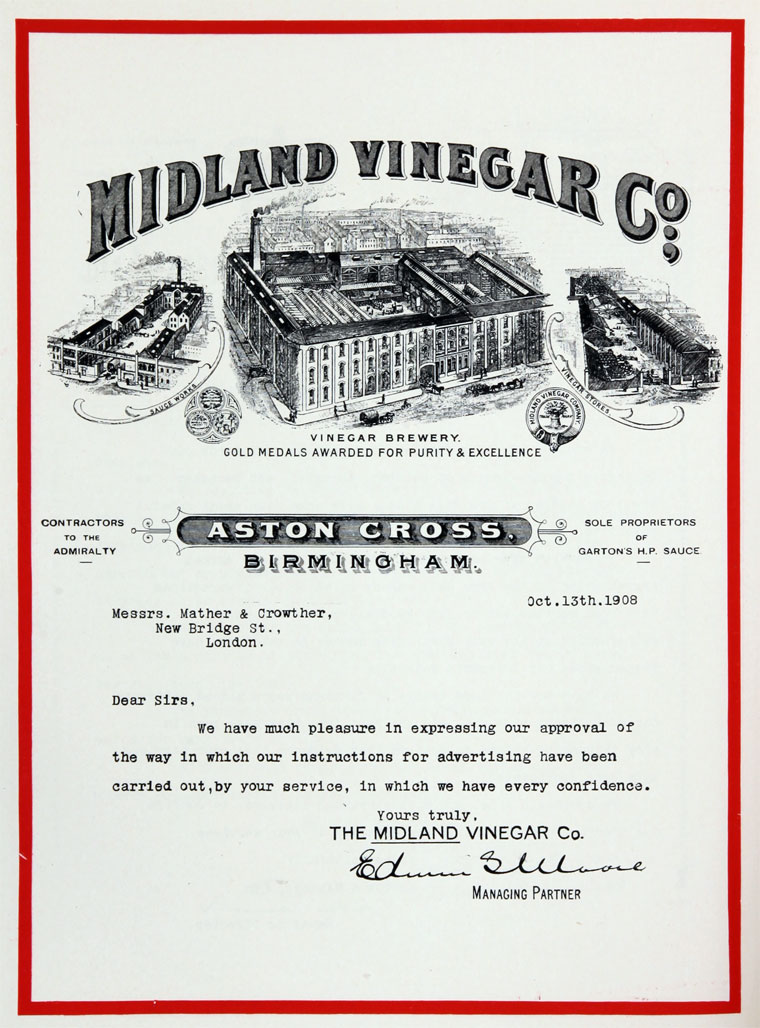 MIDLAND VINEGAR Co;
SAUCE WORKS.
VINEGAR STORES.
MIDLAND VINEGAR COMPANY
VINEGAR BREWERY.
GOLD MEDALS AWARDED FOR PURITY & EXCELLENCE
CONTRACTORS
TO THE
ADMIRALTY
ASTON CROSS,
BIRMINGHAM.
SOLE PROPRIETORS
OF
GARTON'S H.P. SAUCE
Oct.13th.1908
Messrs. Mather & Crowther,
New Bridge St.,
London.
Dear Sirs,
We have much pleasure in expressing our approval of
the way in which our instructions for advertising have been
carried out,by your service, in which we have every confidence.
Yours truly,
THE MIDLAND VINEGAR Co.
Edwin S Moore
MANAGING PARTNER